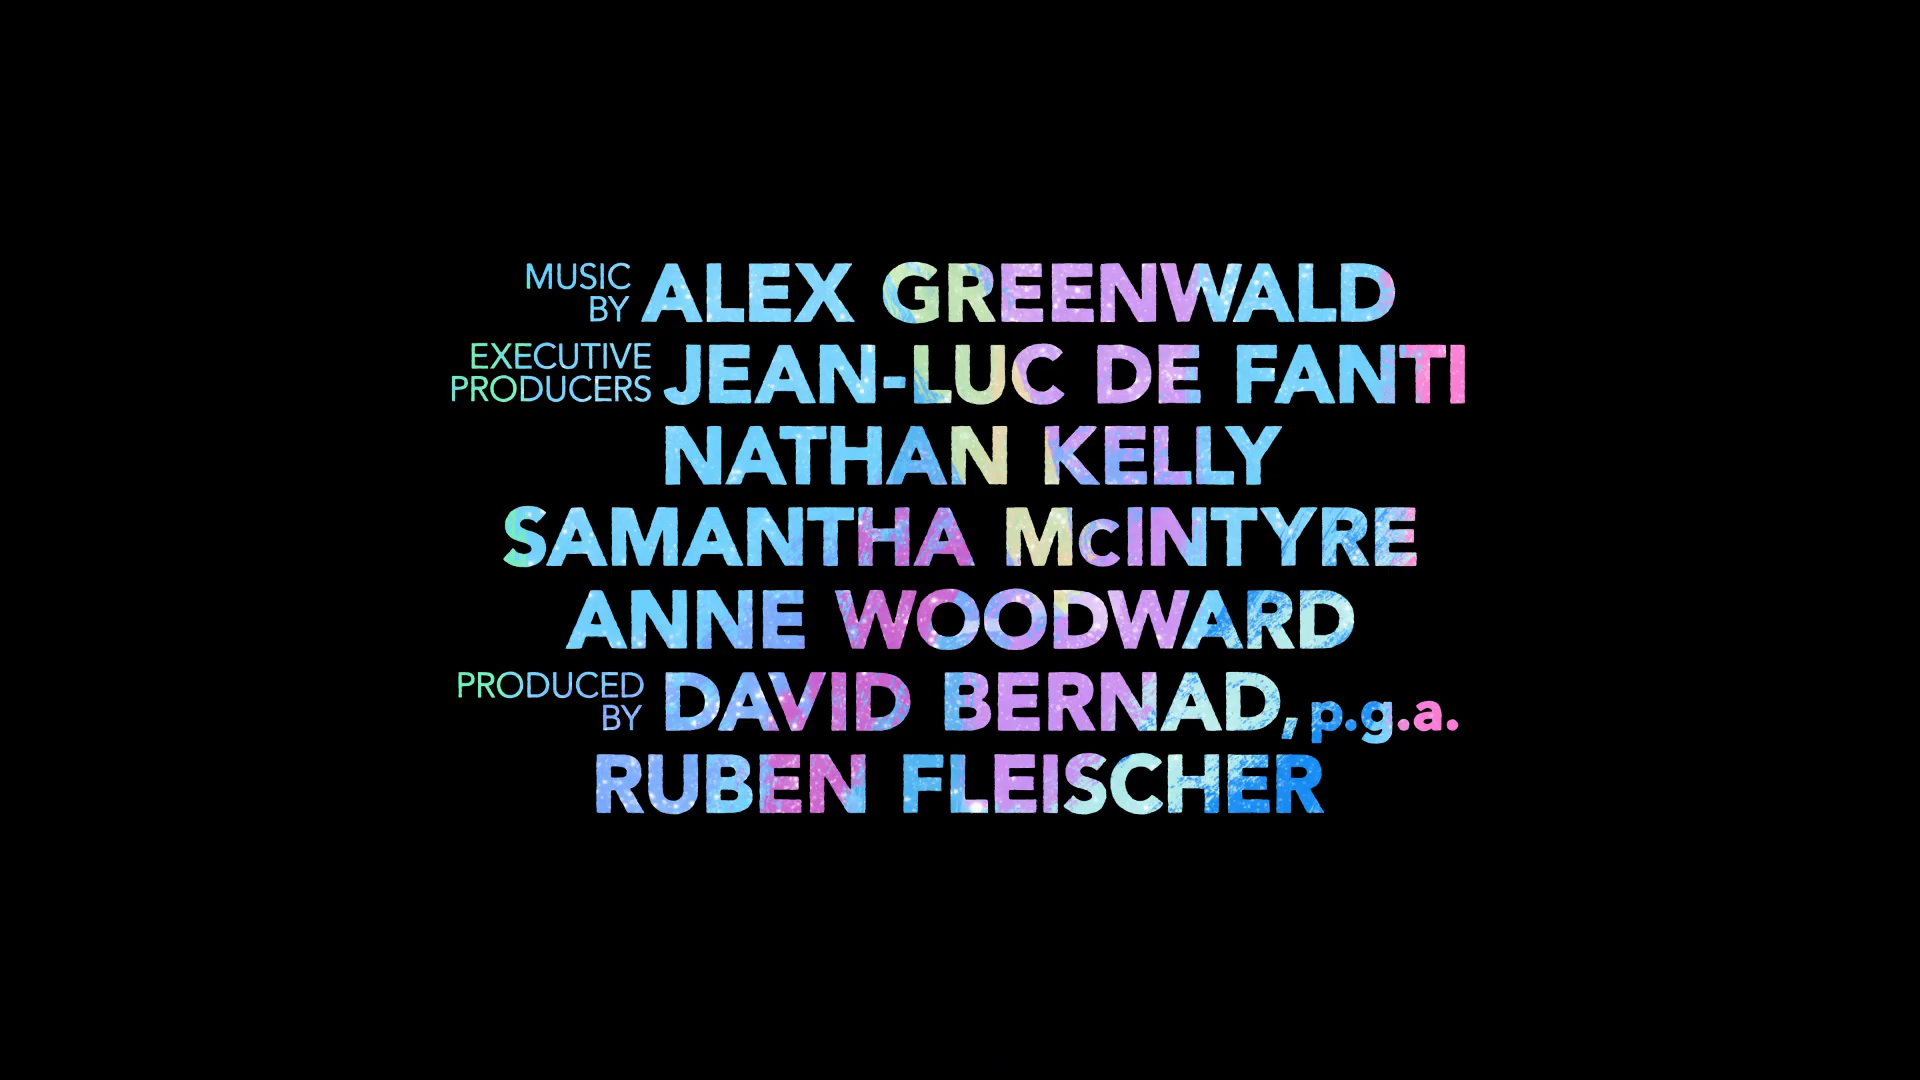 MUSIC BY ALEX GREENWALD
EXECUTIVE PRODUCERS JEAN-LUC DE FANTI
NATHAN KELLY
SAMANTHA McINTYRE
ANNE WOODWARD
PRODUCED BY DAVID BERNAD, p.g.a.
RUBEN FLEISCHER